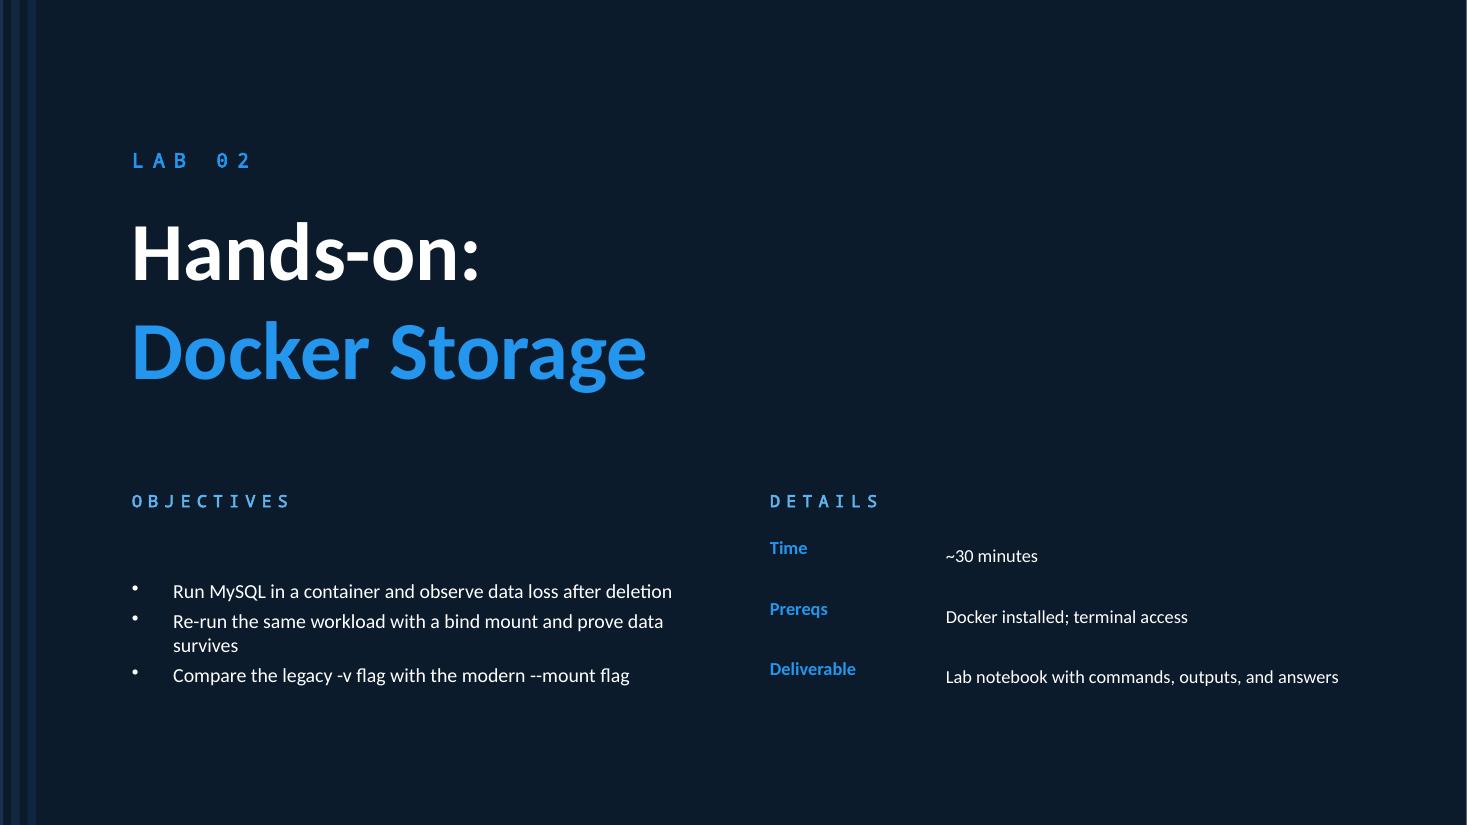 LAB 02
Hands-on:
Docker Storage
OBJECTIVES
• Run MySQL in a container and observe data loss after deletion
• Re-run the same workload with a bind mount and prove data
survives
• Compare the legacy -v flag with the modern --mount flag
DETAILS
Time ~30 minutes
Prereqs Docker installed; terminal access
Deliverable Lab notebook with commands, outputs, and answers